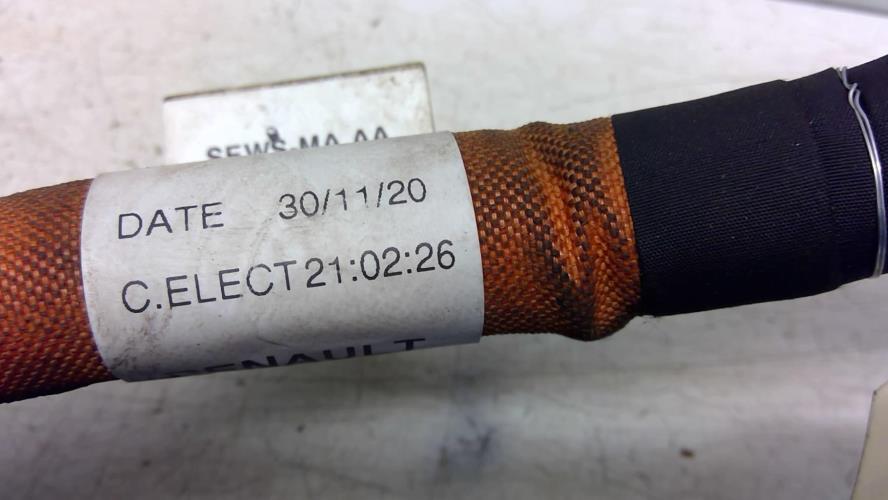 SEWS-MA-AA
DATE 30/11/20
C.ELECT 21:02:26
RENAULT